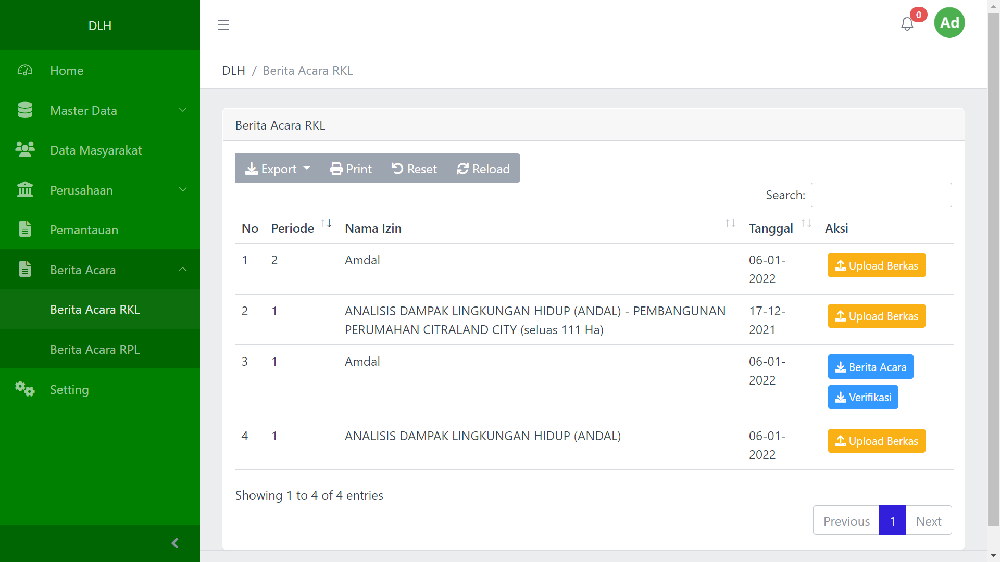 DLH
0
Ad
Home
Master Data
Data Masyarakat
Perusahaan
Pemantauan
Berita Acara
Berita Acara RKL
Berita Acara RPL
Setting
DLH / Berita Acara RKL
Berita Acara RKL
Export Print Reset Reload
Search:
No Periode Nama Izin Tanggal Aksi
1 2 Amdal 06-01-
2022
Upload Berkas
2 1 ANALISIS DAMPAK LINGKUNGAN HIDUP (ANDAL) - PEMBANGUNAN 17-12-
PERUMAHAN CITRALAND CITY (seluas 111 Ha) 2021
Upload Berkas
3 1 Amdal 06-01-
2022
Berita Acara
Verifikasi
4 1 ANALISIS DAMPAK LINGKUNGAN HIDUP (ANDAL) 06-01-
2022
Upload Berkas
Showing 1 to 4 of 4 entries
Previous 1 Next